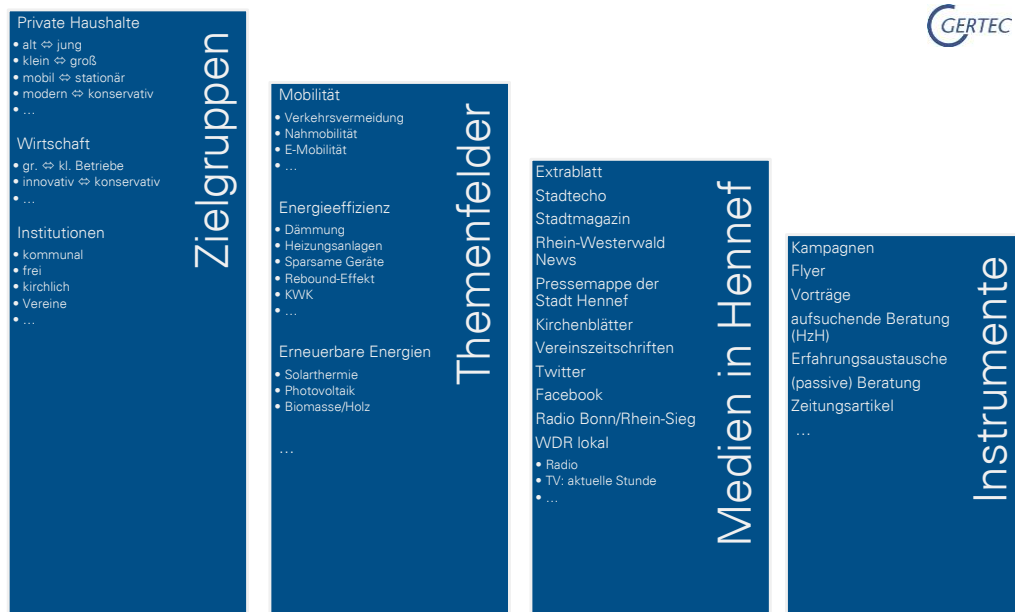 GERTEC
Private Haushalte
• alt ⇔ jung
• klein ⇔ groß
• mobil ⇔ stationär
• modern ⇔ konservativ
• …
Wirtschaft
• gr. ⇔ kl. Betriebe
• innovativ ⇔ konservativ
• …
Institutionen
• kommunal
• frei
• kirchlich
• Vereine
• …
Zielgruppen
Mobilität
• Verkehrsvermeidung
• Nahmobilität
• E-Mobilität
• …
Energieeffizienz
• Dämmung
• Heizungsanlagen
• Sparsame Geräte
• Rebound-Effekt
• KWK
• …
Erneuerbare Energien
• Solarthermie
• Photovoltaik
• Biomasse/Holz
…
Themenfelder
Extrablatt
Stadtecho
Stadtmagazin
Rhein-Westerwald
News
Pressemappe der
Stadt Hennef
Kirchenblätter
Vereinszeitschriften
Twitter
Facebook
Radio Bonn/Rhein-Sieg
WDR lokal
• Radio
• TV: aktuelle Stunde
• …
Medien in Hennef
Kampagnen
Flyer
Vorträge
aufsuchende Beratung
(HzH)
Erfahrungsaustausche
(passive) Beratung
Zeitungsartikel
…
Instrumente